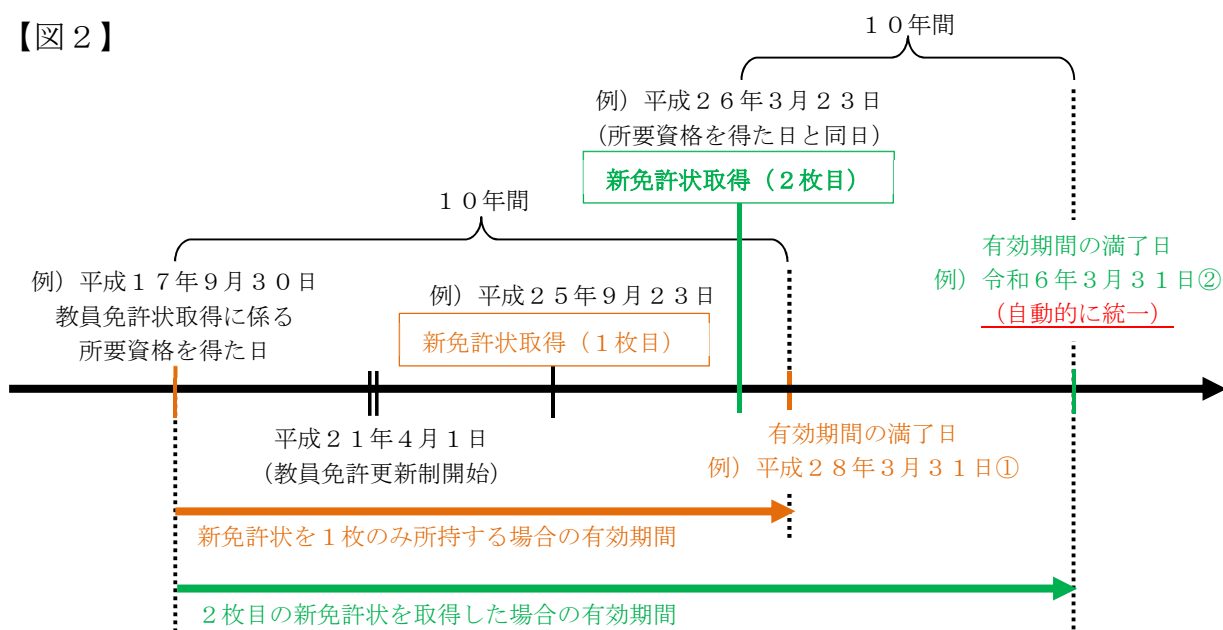 【図２】
１０年間
例）平成２６年３月２３日
（所要資格を得た日と同日）
新免許状取得（２枚目）
１０年間
例）平成１７年９月３０日
教員免許状取得に係る
所要資格を得た日
例）平成２５年９月２３日
新免許状取得（１枚目）
有効期間の満了日
例）令和６年３月３１日②
（自動的に統一）
平成２１年４月１日
（教員免許更新制開始）
有効期間の満了日
例）平成２８年３月３１日①
新免許状を１枚のみ所持する場合の有効期間
２枚目の新免許状を取得した場合の有効期間